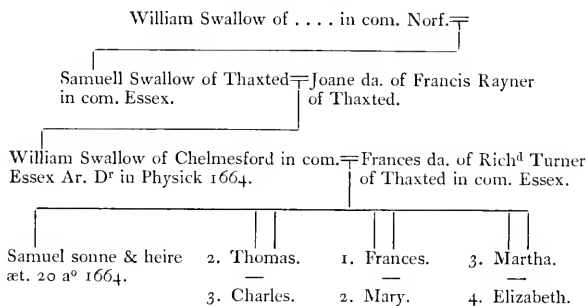 William Swallow of . . . . in com. Norf.
Samuell Swallow of Thaxted Joane da. of Francis Rayner
in com. Essex. of Thaxted.
William Swallow of Chelmesford in com. Frances da. of Richᵈ Turner
Essex Ar. Dʳ in Physick 1664. of Thaxted in com. Essex.
Samuel sonne & heire 2. Thomas. 1. Frances. 3. Martha.
æt. 20 aº 1664.
3. Charles. 2. Mary. 4. Elizabeth.